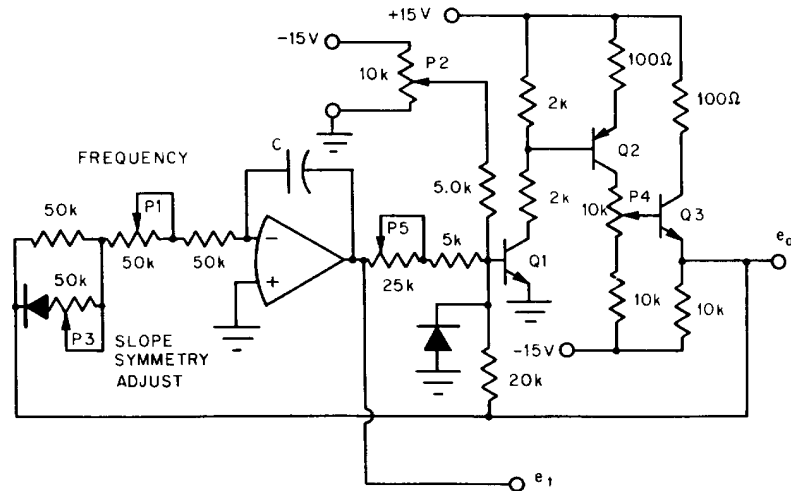 +15V
-15V
P2
10k
100Ω
100Ω
2k
Q2
C
FREQUENCY
5.0k
2k
P4
10k
Q3
50k
P1
50k
50k
-
+
P5
25k
5k
Q1
e₀
50k
P3
SLOPE
SYMMETRY
ADJUST
10k
10k
-15V
20k
e₁